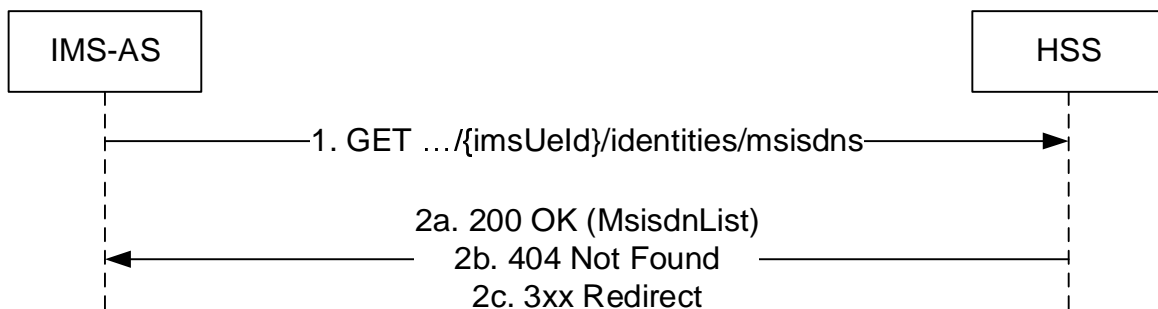 IMS-AS
HSS
1. GET …/{imsUeId}/identities/msisdns
2a. 200 OK (MsisdnList)
2b. 404 Not Found
2c. 3xx Redirect